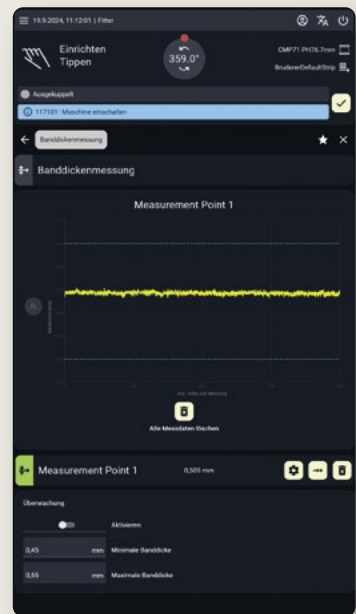 19.9.2024, 11:12:01 | Fitter
Einrichten
Tippen
359.0°
CMP71 PH76.7mm
BrudererDefaultStrip
Ausgekuppelt
117101: Maschine einschalten
Banddickenmessung
Banddickenmessung
Measurement Point 1
Alle Messdaten löschen
Measurement Point 1
0,505 mm
Überwachung
Aktivieren
0,45 mm Minimale Banddicke
0,55 mm Maximale Banddicke